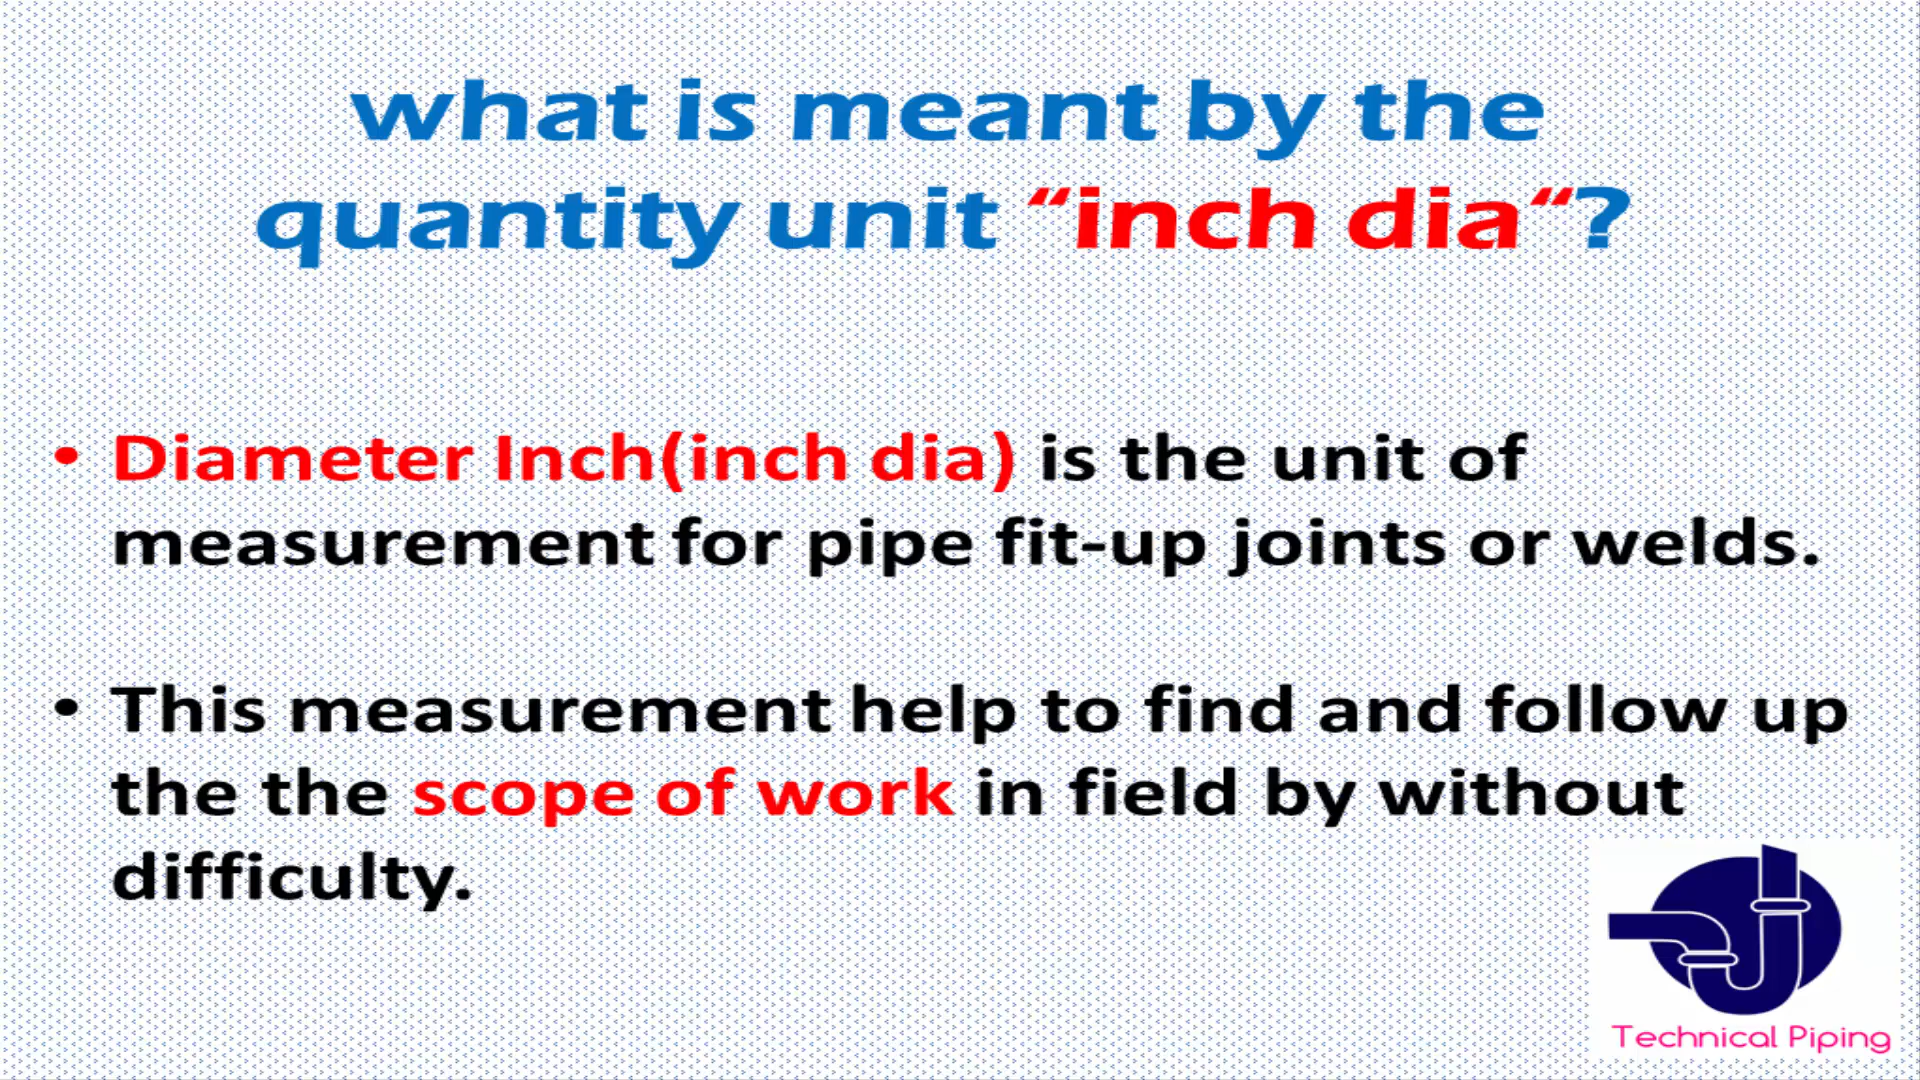 what is meant by the
quantity unit “inch dia“?
• Diameter Inch(inch dia) is the unit of
measurement for pipe fit-up joints or welds.
• This measurement help to find and follow up
the the scope of work in field by without
difficulty.
Technical Piping